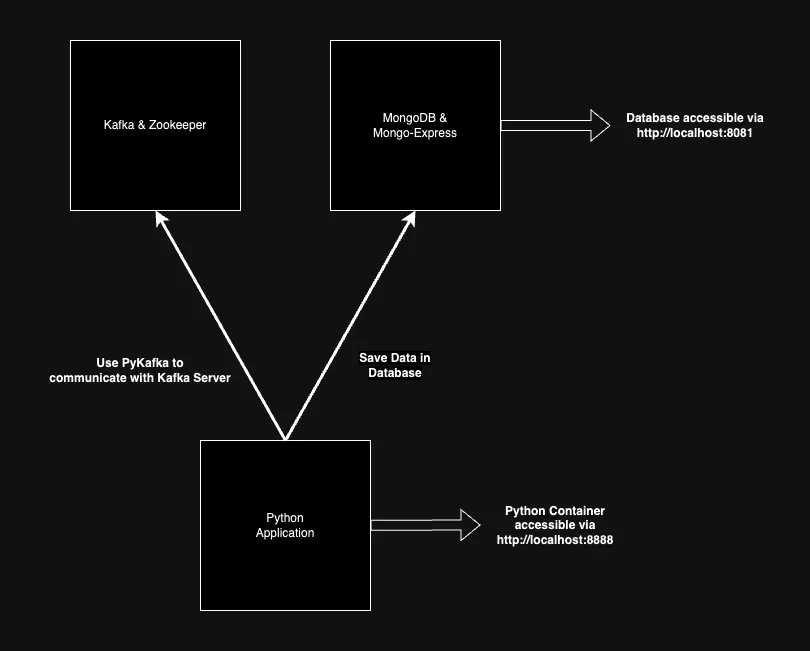 Kafka & Zookeeper
MongoDB &
Mongo-Express
Database accessible via
http://localhost:8081
Use PyKafka to
communicate with Kafka Server
Save Data in
Database
Python
Application
Python Container
accessible via
http://localhost:8888